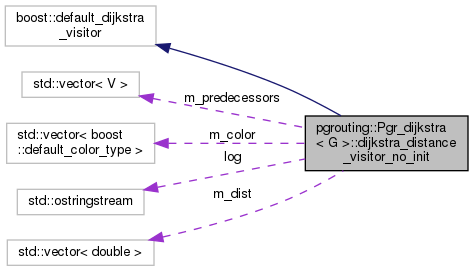 boost::default_dijkstra
_visitor
std::vector< V >
m_predecessors
pgrouting::Pgr_dijkstra
< G >::dijkstra_distance
_visitor_no_init
std::vector< boost
::default_color_type >
m_color
log
std::ostringstream
m_dist
std::vector< double >